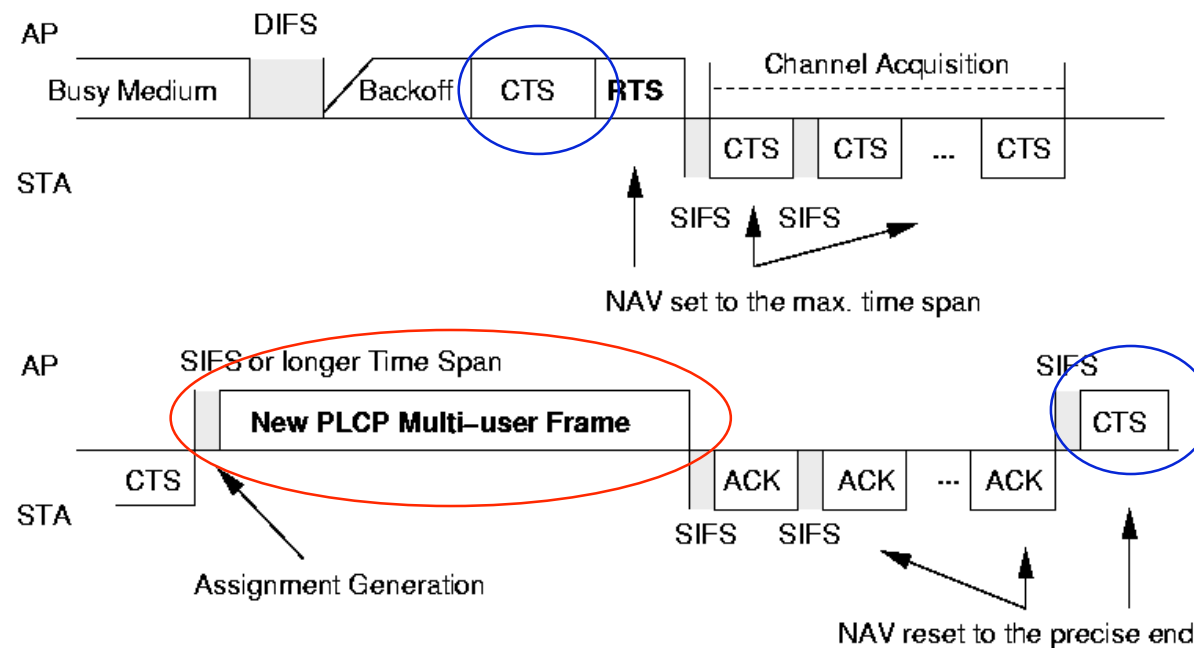 AP
DIFS
Busy Medium
Backoff
CTS
RTS
Channel Acquisition
STA
CTS
CTS
...
CTS
SIFS
SIFS
NAV set to the max. time span
AP
SIFS or longer Time Span
SIFS
New PLCP Multi-user Frame
CTS
STA
CTS
ACK
ACK
...
ACK
SIFS
SIFS
Assignment Generation
NAV reset to the precise end